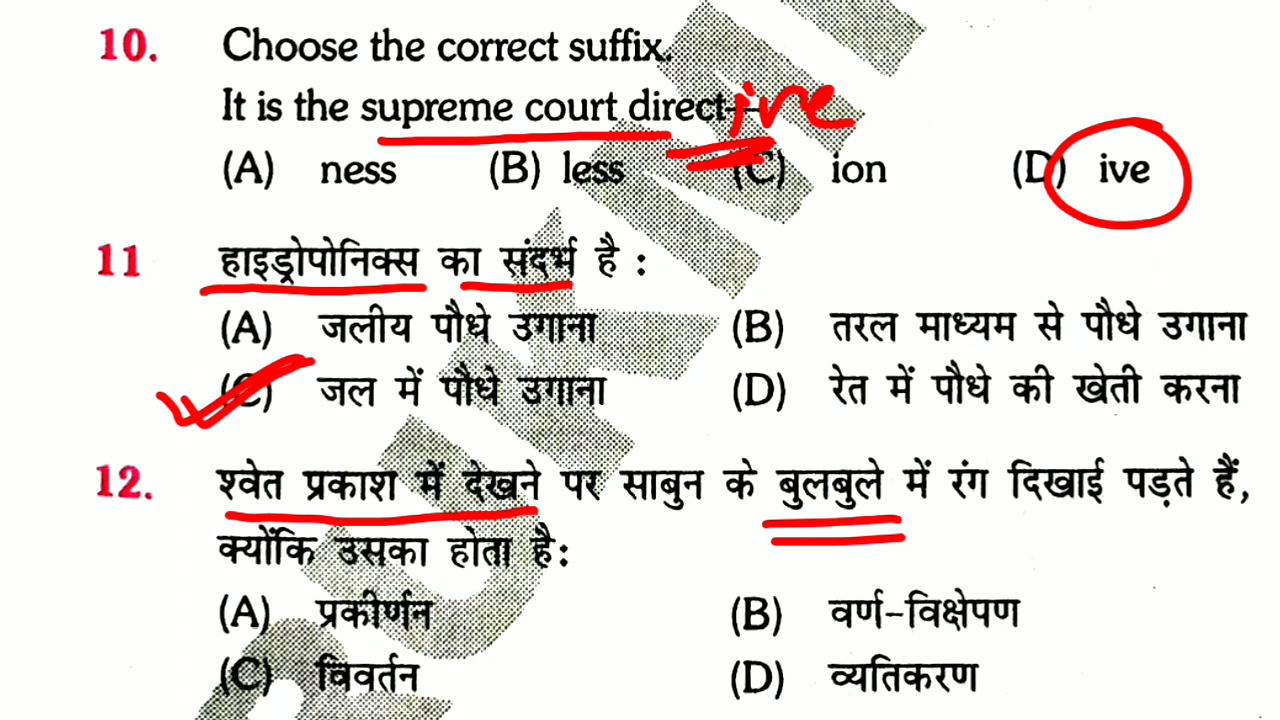 10. Choose the correct suffix.
It is the supreme court direct- ive
(A) ness (B) less (C) ion (D) ive
11 हाइड्रोपोनिक्स का संदर्भ है :
(A) जलीय पौधे उगाना (B) तरल माध्यम से पौधे उगाना
(C) जल में पौधे उगाना (D) रेत में पौधे की खेती करना
12. श्वेत प्रकाश में देखने पर साबुन के बुलबुले में रंग दिखाई पड़ते हैं,
क्योंकि उसका होता है:
(A) प्रकीर्णन (B) वर्ण-विक्षेपण
(C) विवर्तन (D) व्यतिकरण